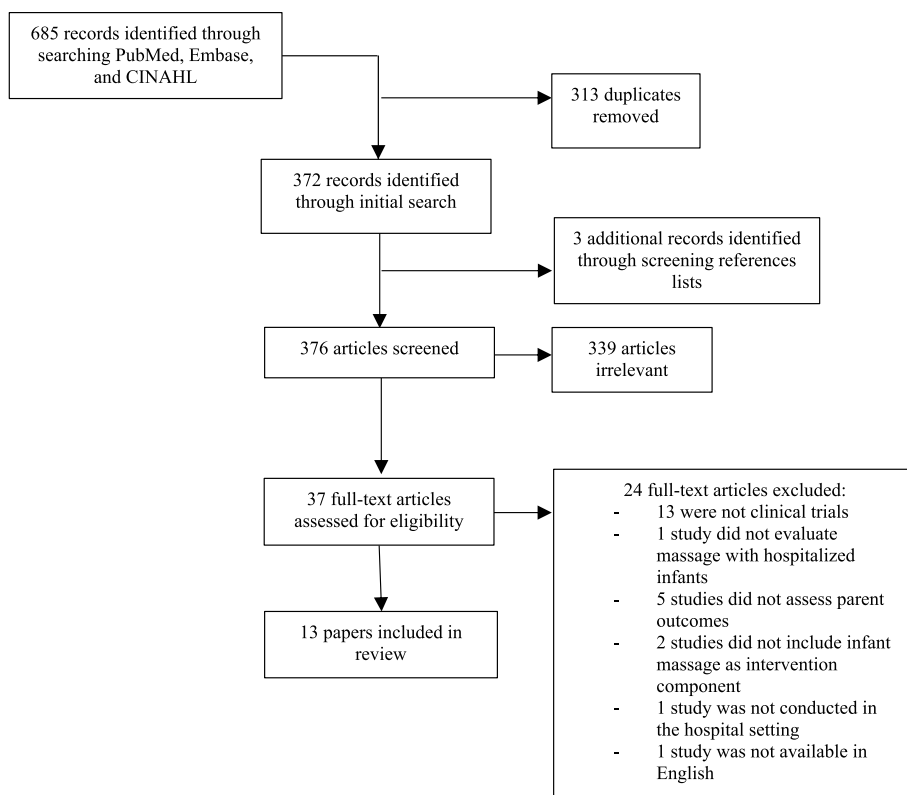 685 records identified through
searching PubMed, Embase,
and CINAHL
313 duplicates
removed
372 records identified
through initial search
3 additional records identified
through screening references
lists
376 articles screened
339 articles
irrelevant
37 full-text articles
assessed for eligibility
24 full-text articles excluded:
- 13 were not clinical trials
- 1 study did not evaluate
massage with hospitalized
infants
- 5 studies did not assess parent
outcomes
- 2 studies did not include infant
massage as intervention
component
- 1 study was not conducted in
the hospital setting
- 1 study was not available in
English
13 papers included in
review